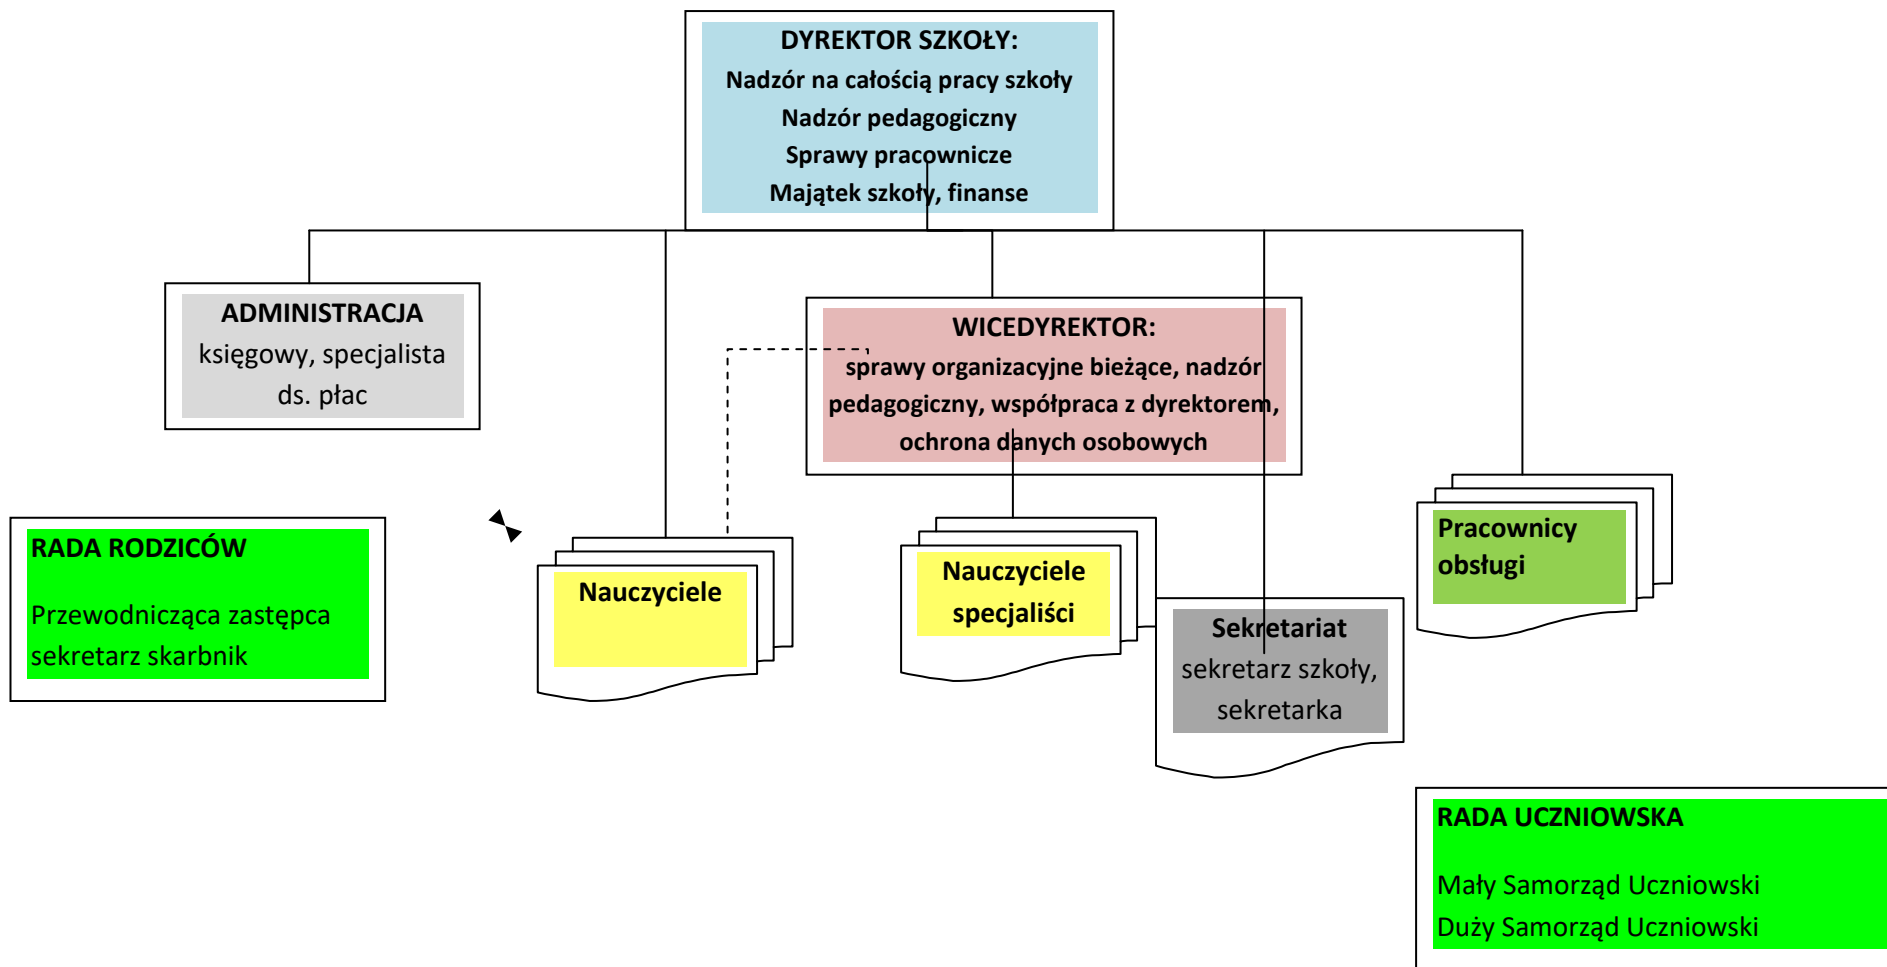 DYREKTOR SZKOŁY:
Nadzór na całością pracy szkoły
Nadzór pedagogiczny
Sprawy pracownicze
Majątek szkoły, finanse
ADMINISTRACJA
księgowy, specjalista
ds. płac
WICEDYREKTOR:
sprawy organizacyjne bieżące, nadzór
pedagogiczny, współpraca z dyrektorem,
ochrona danych osobowych
RADA RODZICÓW
Przewodnicząca zastępca
sekretarz skarbnik
Nauczyciele
Nauczyciele
specjaliści
Sekretariat
sekretarz szkoły,
sekretarka
Pracownicy
obsługi
RADA UCZNIOWSKA
Mały Samorząd Uczniowski
Duży Samorząd Uczniowski